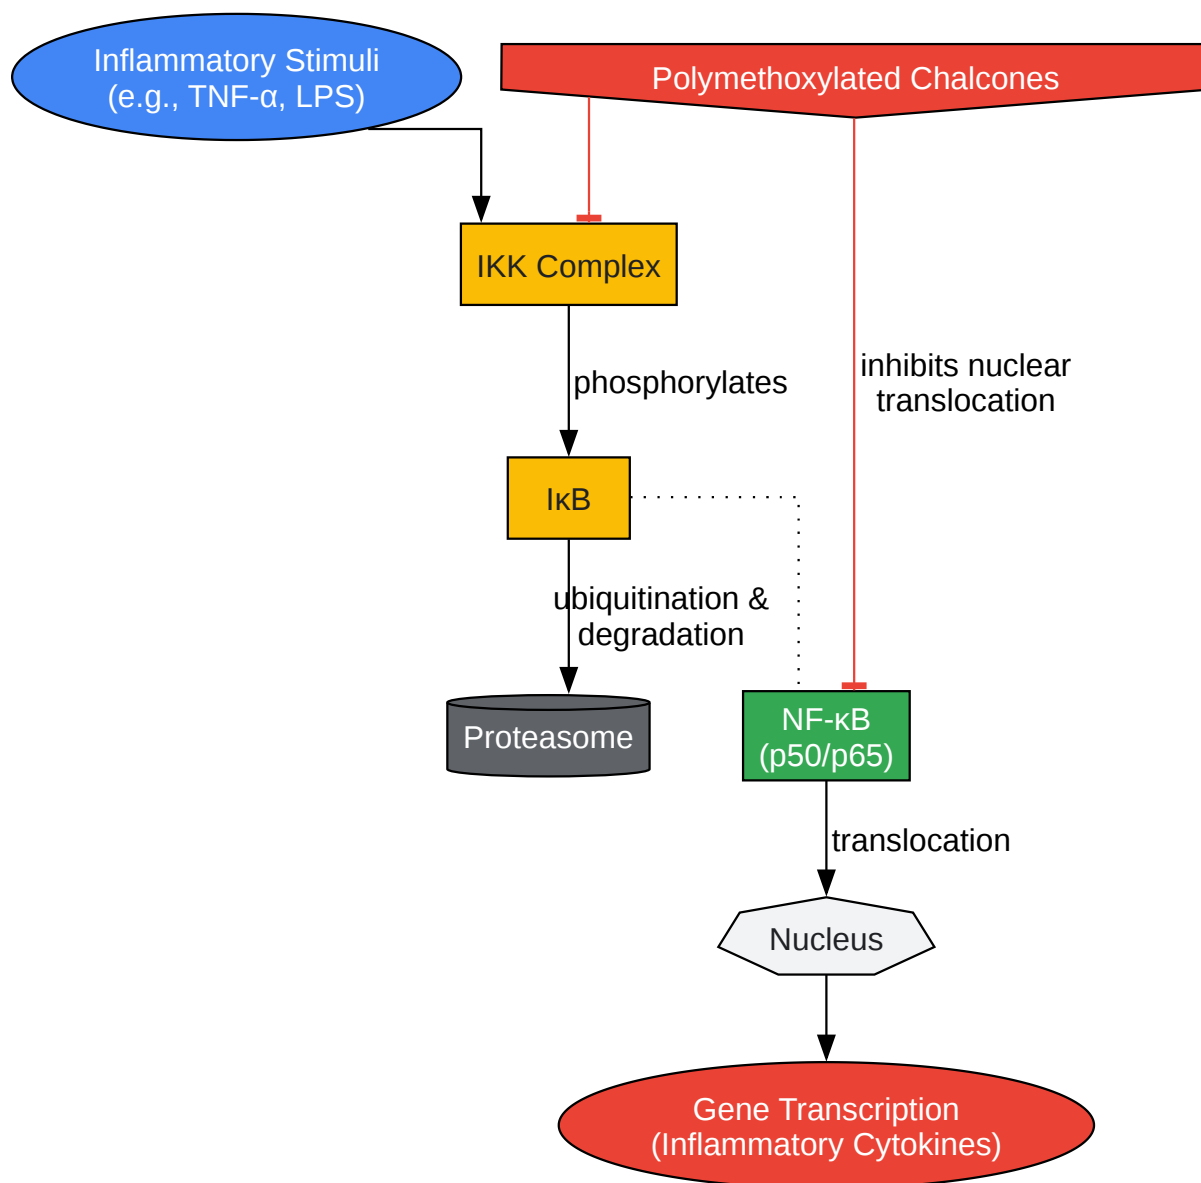 Inflammatory Stimuli
(e.g., TNF-α, LPS)
Polymethoxylated Chalcones
IKK Complex
phosphorylates
inhibits nuclear
translocation
IκB
ubiquitination &
degradation
Proteasome
NF-κB
(p50/p65)
translocation
Nucleus
Gene Transcription
(Inflammatory Cytokines)